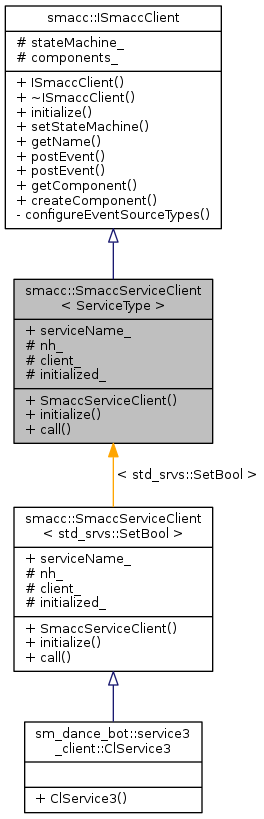 smacc::ISmaccClient
# stateMachine_
# components_
+ ISmaccClient()
+ ~ISmaccClient()
+ initialize()
+ setStateMachine()
+ getName()
+ postEvent()
+ postEvent()
+ getComponent()
+ createComponent()
- configureEventSourceTypes()
smacc::SmaccServiceClient
< ServiceType >
+ serviceName_
# nh_
# client_
# initialized_
+ SmaccServiceClient()
+ initialize()
+ call()
< std_srvs::SetBool >
smacc::SmaccServiceClient
< std_srvs::SetBool >
+ serviceName_
# nh_
# client_
# initialized_
+ SmaccServiceClient()
+ initialize()
+ call()
sm_dance_bot::service3
_client::ClService3
+ ClService3()